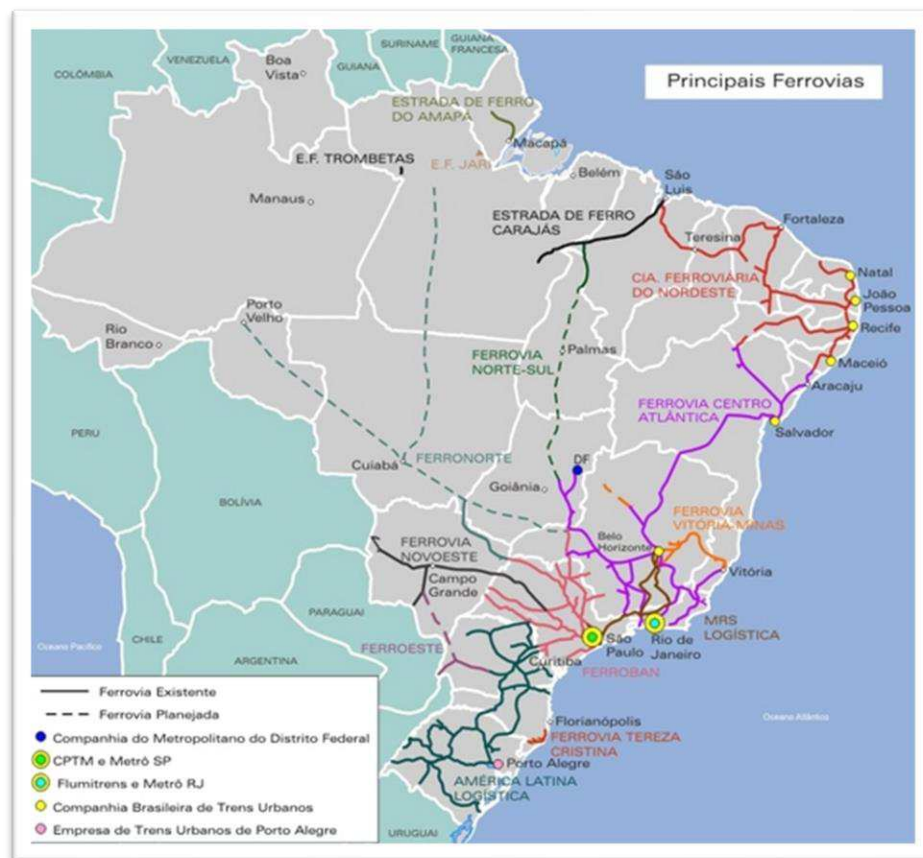 Principais Ferrovias
COLÔMBIA
VENEZUELA
GUIANA
SURINAME
GUIANA
FRANCESA
Boa
Vista
ESTRADA DE FERRO
DO AMAPÁ
Macapá
E.F. TROMBETAS
E.F. JARI
Manaus
Belém
São
Luis
ESTRADA DE FERRO
CARAJÁS
Teresina
Fortaleza
CIA. FERROVIÁRIA
DO NORDESTE
Natal
João
Pessoa
Recife
Maceió
Aracaju
Salvador
Porto
Velho
Rio
Branco
FERROVIA
NORTE-SUL
Palmas
FERROVIA CENTRO
ATLÂNTICA
PERU
BOLÍVIA
Cuiabá
FERRONORTE
DF
Goiânia
FERROVIA
VITÓRIA-MINAS
Belo
Horizonte
Vitória
FERROVIA
NOVOESTE
Campo
Grande
MRS
LOGÍSTICA
PARAGUAI
CHILE
ARGENTINA
Oceano Pacífico
FERROESTE
São
Paulo
Rio de
Janeiro
Curitiba
FERROBAN
Oceano Atlântico
Florianópolis
FERROVIA TEREZA
CRISTINA
Porto Alegre
AMÉRICA LATINA
LOGÍSTICA
URUGUAI
Ferrovia Existente
Ferrovia Planejada
Companhia do Metropolitano do Distrito Federal
CPTM e Metrô SP
Flumitrens e Metrô RJ
Companhia Brasileira de Trens Urbanos
Empresa de Trens Urbanos de Porto Alegre